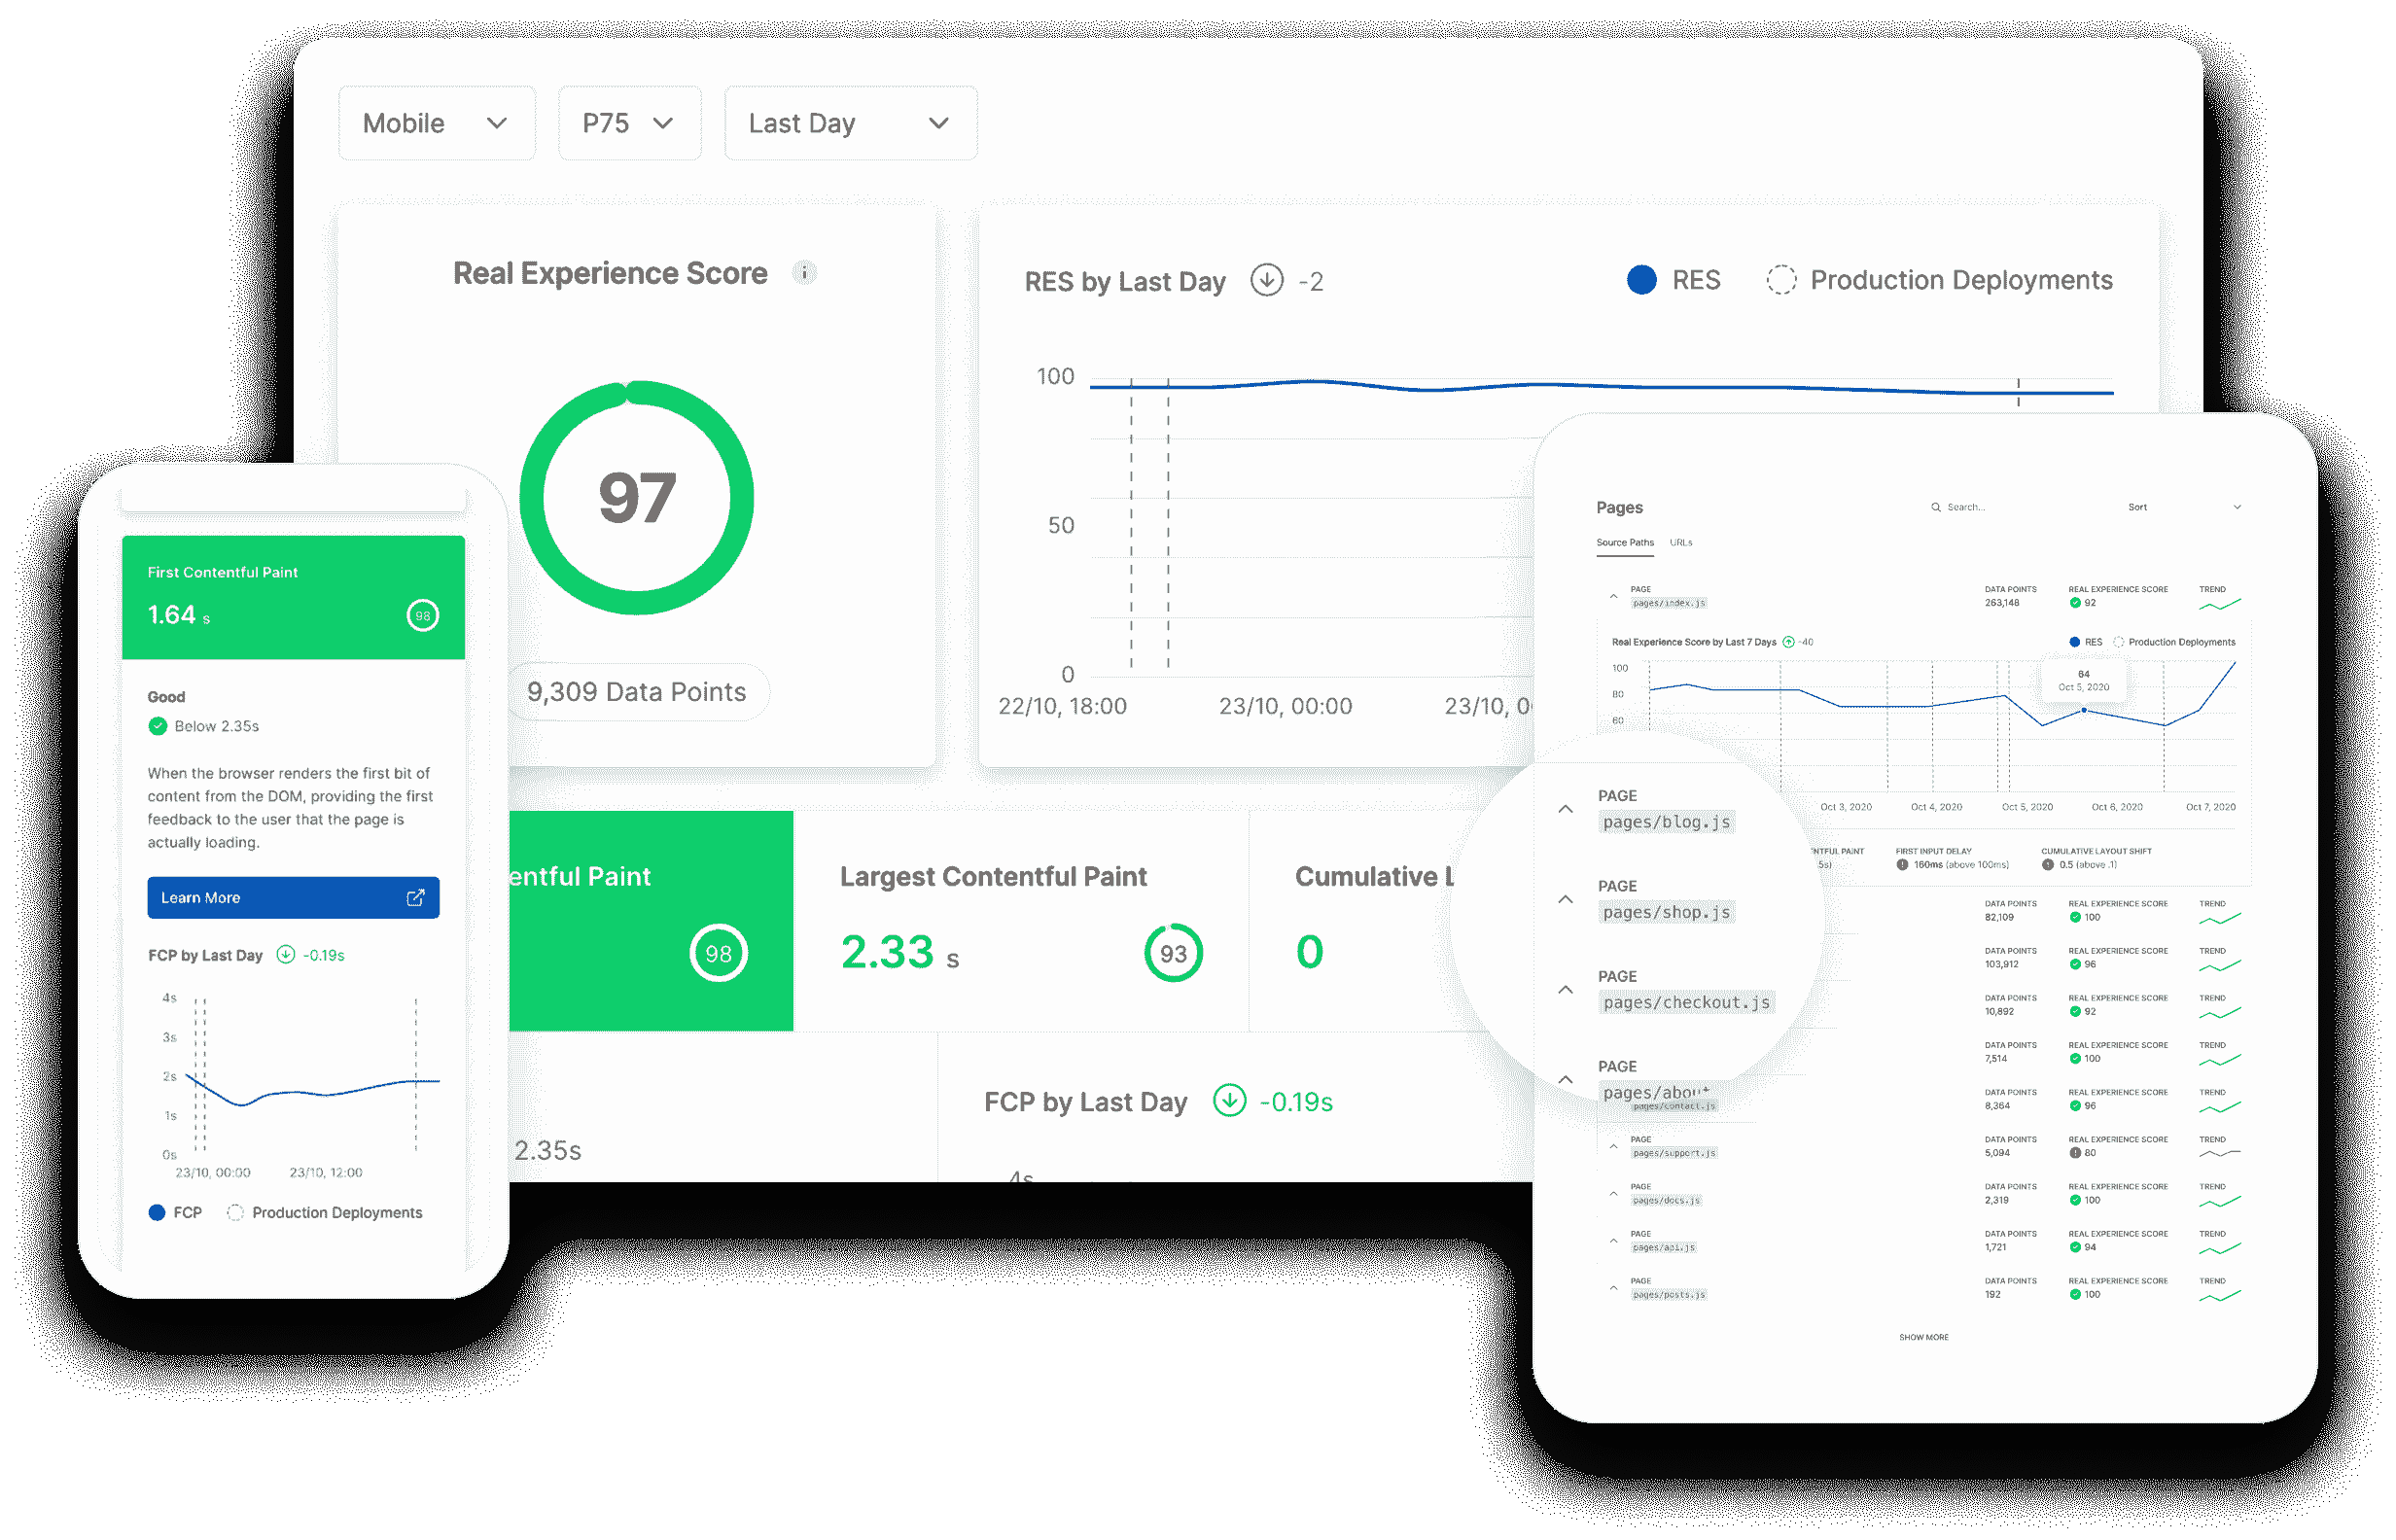 Mobile
P75
Last Day
Real Experience Score
97
9,309 Data Points
RES by Last Day -2
RES Production Deployments
100
50
0
22/10, 18:00 23/10, 00:00 23/10, 0
entful Paint
98
Largest Contentful Paint
2.33 s
93
Cumulative L
0
2.35s
FCP by Last Day -0.19s
4s
First Contentful Paint
1.64 s
98
Good
Below 2.35s
When the browser renders the first bit of
content from the DOM, providing the first
feedback to the user that the page is
actually loading.
Learn More
FCP by Last Day -0.19s
4s
3s
2s
1s
0s
23/10, 00:00 23/10, 12:00
FCP Production Deployments
Pages
Search...
Sort
Source Paths URLs
PAGE DATA POINTS REAL EXPERIENCE SCORE TREND
pages/index.js 263,148 92
Real Experience Score by Last 7 Days -40
RES Production Deployments
100
80
60
64
Oct 5, 2020
Oct 3, 2020 Oct 4, 2020 Oct 5, 2020 Oct 6, 2020 Oct 7, 2020
NTFUL PAINT FIRST INPUT DELAY CUMULATIVE LAYOUT SHIFT
5s) 160ms (above 100ms) 0.5 (above .1)
PAGE
pages/blog.js
PAGE
pages/shop.js
PAGE
pages/checkout.js
PAGE
pages/about
pages/contact.js
DATA POINTS REAL EXPERIENCE SCORE TREND
82,109 100
DATA POINTS REAL EXPERIENCE SCORE TREND
103,912 96
DATA POINTS REAL EXPERIENCE SCORE TREND
10,892 92
DATA POINTS REAL EXPERIENCE SCORE TREND
7,514 100
DATA POINTS REAL EXPERIENCE SCORE TREND
8,364 96
PAGE DATA POINTS REAL EXPERIENCE SCORE TREND
pages/support.js 5,094 80
PAGE DATA POINTS REAL EXPERIENCE SCORE TREND
pages/docs.js 2,319 100
PAGE DATA POINTS REAL EXPERIENCE SCORE TREND
pages/api.js 1,721 94
PAGE DATA POINTS REAL EXPERIENCE SCORE TREND
pages/posts.js 192 100
SHOW MORE